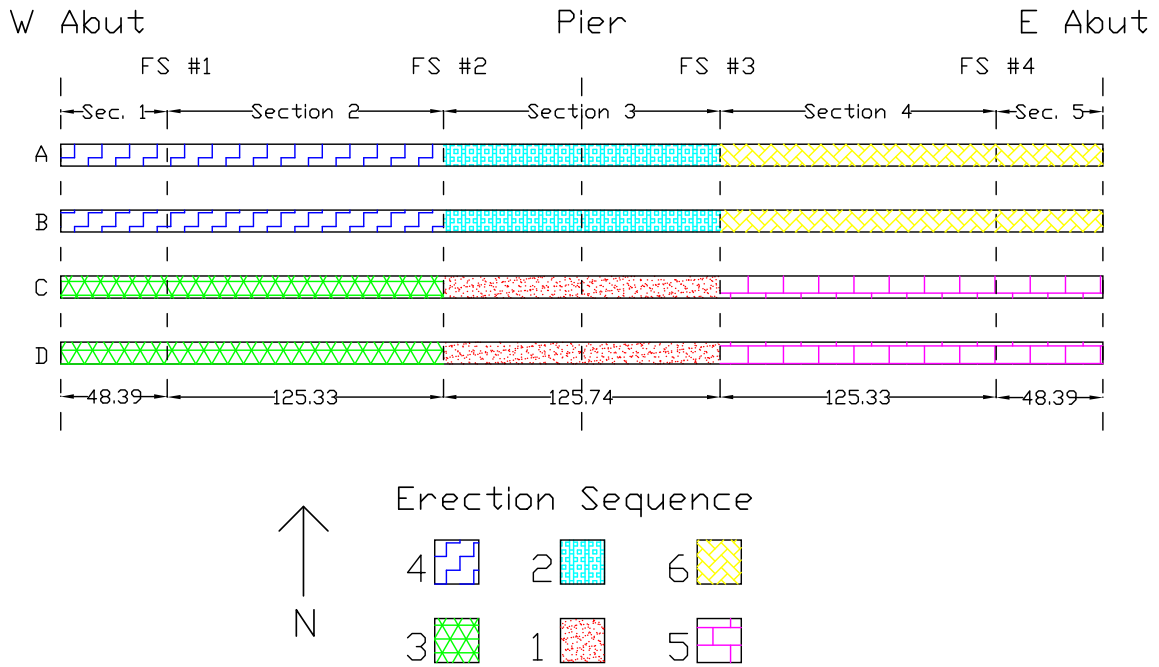 W Abut Pier E Abut
FS #1 FS #2 FS #3 FS #4
Sec. 1 Section 2 Section 3 Section 4 Sec. 5
A
B
C
D
48.39 125.33 125.74 125.33 48.39
Erection Sequence
4 2 6
3 1 5
N